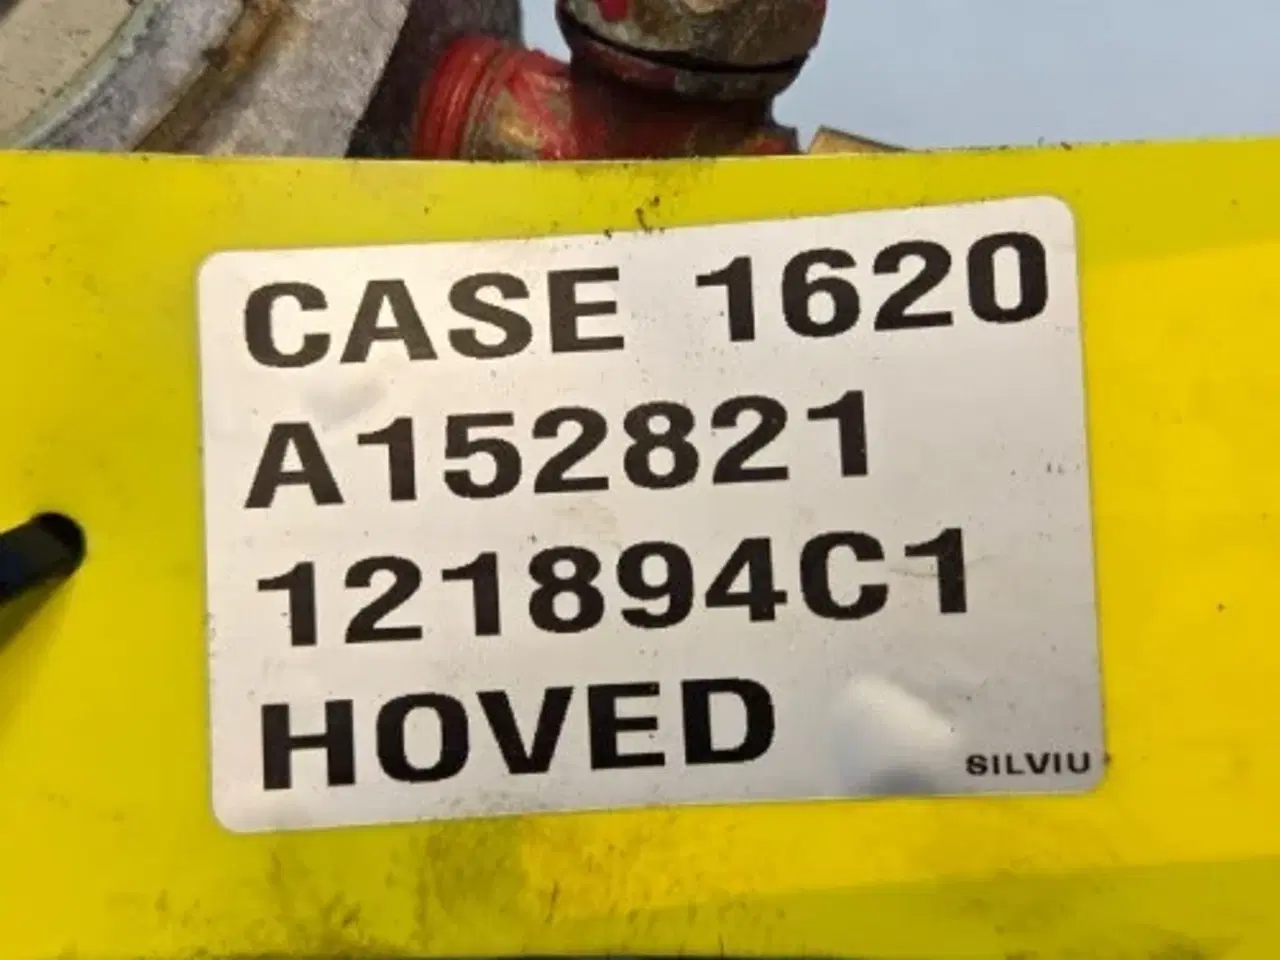 CASE 1620
A152821
121894C1
HOVED
SILVIU